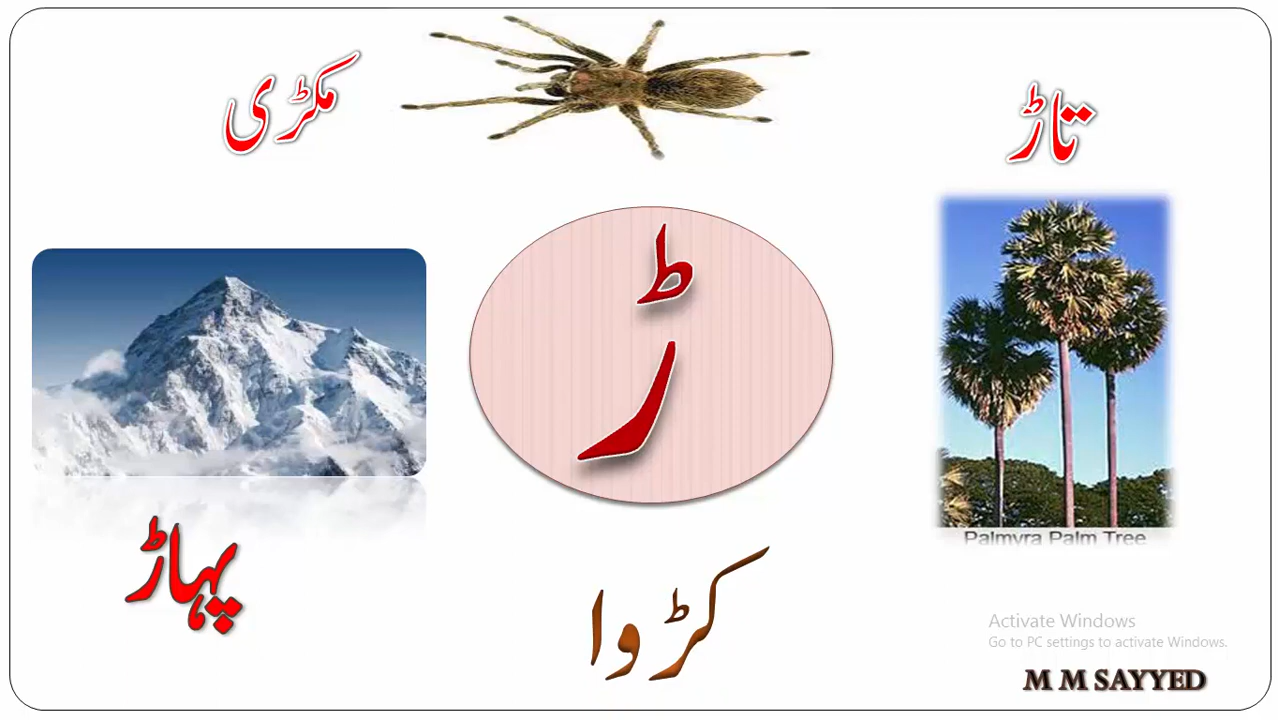 تاڑ
مکڑی
ڑ
Palmyra Palm Tree
پہاڑ
کڑوا
Activate Windows
Go to PC settings to activate Windows.
M M SAYYED